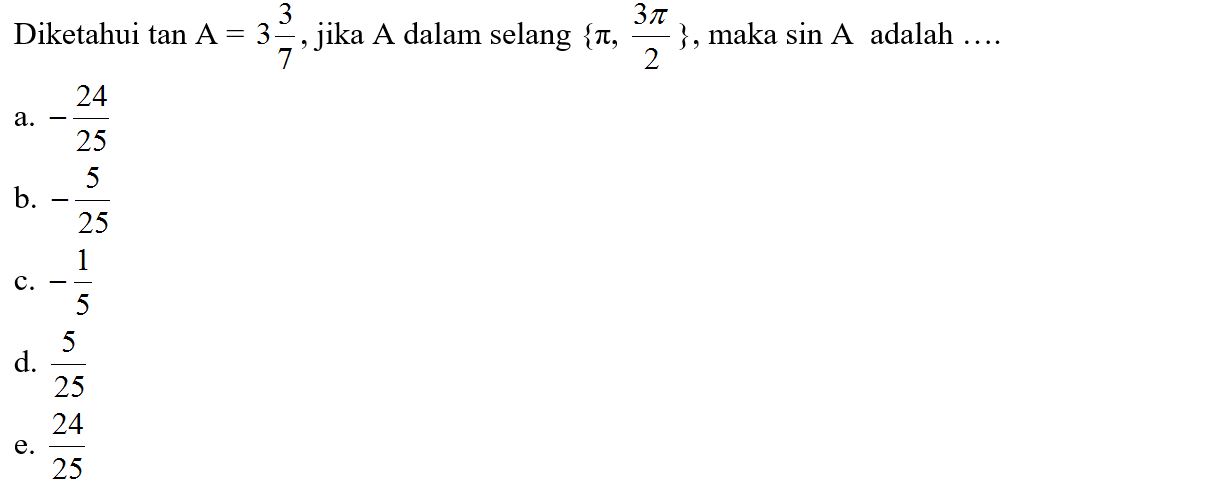 Diketahui tan A = 3 3/7, jika A dalam selang {π, 3π/2}, maka sin A adalah ....
a. −24/25
b. −5/25
c. −1/5
d. 5/25
e. 24/25